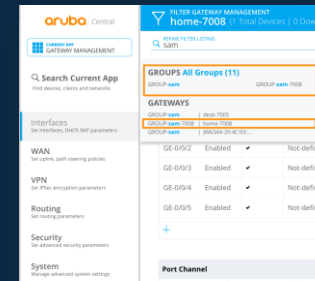 aruba Central
FILTER GATEWAY MANAGEMENT
home-7008 (1 Total Devices | 0 Dow
CURRENT APP
GATEWAY MANAGEMENT
REFINE FILTER LISTING
sam
Search Current App
Find devices, clients and networks
GROUPS All Groups (11)
GROUP-sam GROUP-sam-7008
GATEWAYS
GROUP-sam | desk-7005
GROUP-sam-7008 | home-7008
GROUP-sam
Interfaces
Set interfaces, DHCP, NAT parameters
WAN
Set uplink, path steering policies
VPN
Set IPSec encryption parameters
Routing
Set routing parameters
Security
Set advanced security parameters
System
Manage advanced system settings
GE-0/0/2 Enabled ✔ Not-defi
GE-0/0/3 Enabled ✔ Not-defi
GE-0/0/4 Enabled ✔ Not-defi
GE-0/0/5 Enabled ✔ Not-defi
+
Port Channel